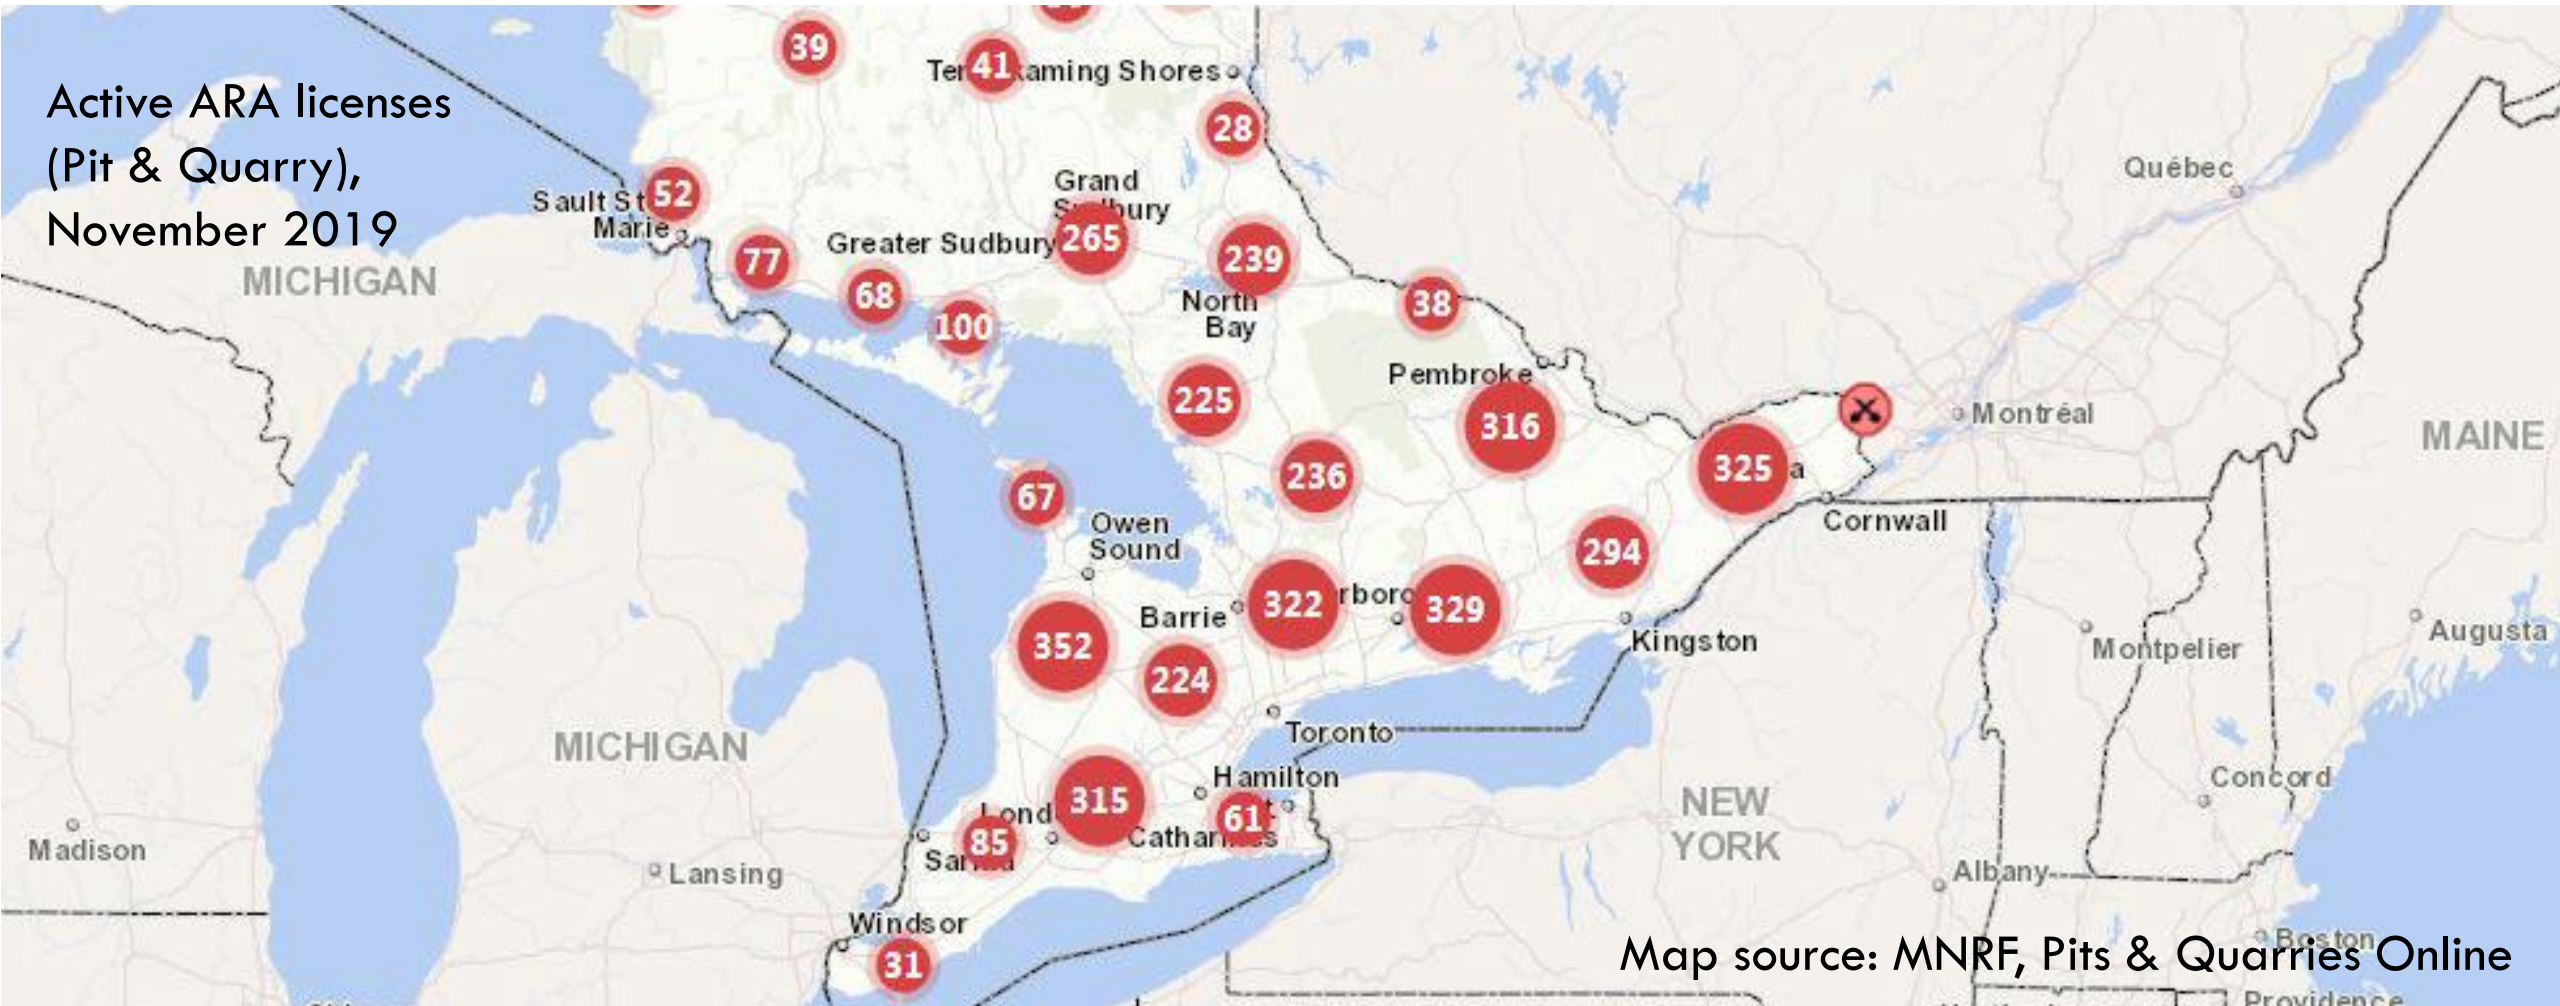 39
41
Shores
Active ARA licenses
(Pit & Quarry),
November 2019
28
Québec
Grand
52
Sault
Marie
265
Greater Sudbury
239
77
MICHIGAN
68
North
Bay
38
100
Pembroke
225
Montréal
316
MAINE
325
236
67
Owen
Sound
Cornwall
294
322
329
Barrie
352
Kingston
Montpelier
Augusta
224
Toronto
MICHIGAN
Hamilton
Concord
315
61
NEW
YORK
85
Madison
Lansing
Albany
Windsor
Boston
31
Map source: MNRF, Pits & Quarries Online
Providence